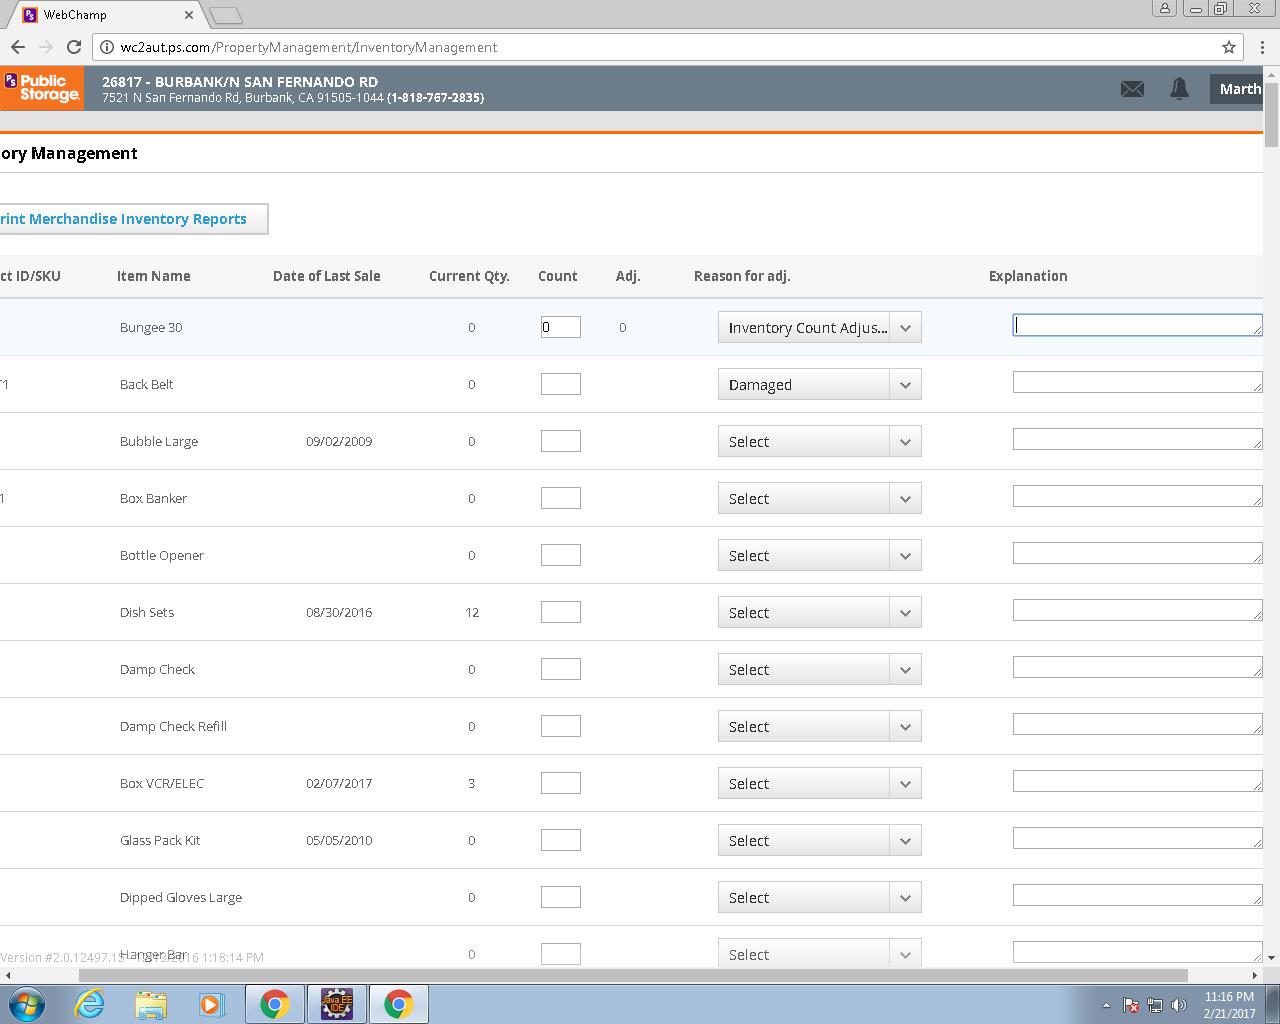 WebChamp
wc2aut.ps.com/PropertyManagement/InventoryManagement
PS Public Storage.
26817 - BURBANK/N SAN FERNANDO RD
7521 N San Fernando Rd, Burbank, CA 91505-1044 (1-818-767-2835)
Marth
ory Management
rint Merchandise Inventory Reports
ct ID/SKU Item Name Date of Last Sale Current Qty. Count Adj. Reason for adj. Explanation
Bungee 30 0 0 0 Inventory Count Adjus...
T1 Back Belt 0 Damaged
Bubble Large 09/02/2009 0 Select
1 Box Banker 0 Select
Bottle Opener 0 Select
Dish Sets 08/30/2016 12 Select
Damp Check 0 Select
Damp Check Refill 0 Select
Box VCR/ELEC 02/07/2017 3 Select
Glass Pack Kit 05/05/2010 0 Select
Dipped Gloves Large 0 Select
Hanger Bar 0 Select
Version #2.0.12497.15 1:18:14 PM
Java EE
IDE
11:16 PM
2/21/2017